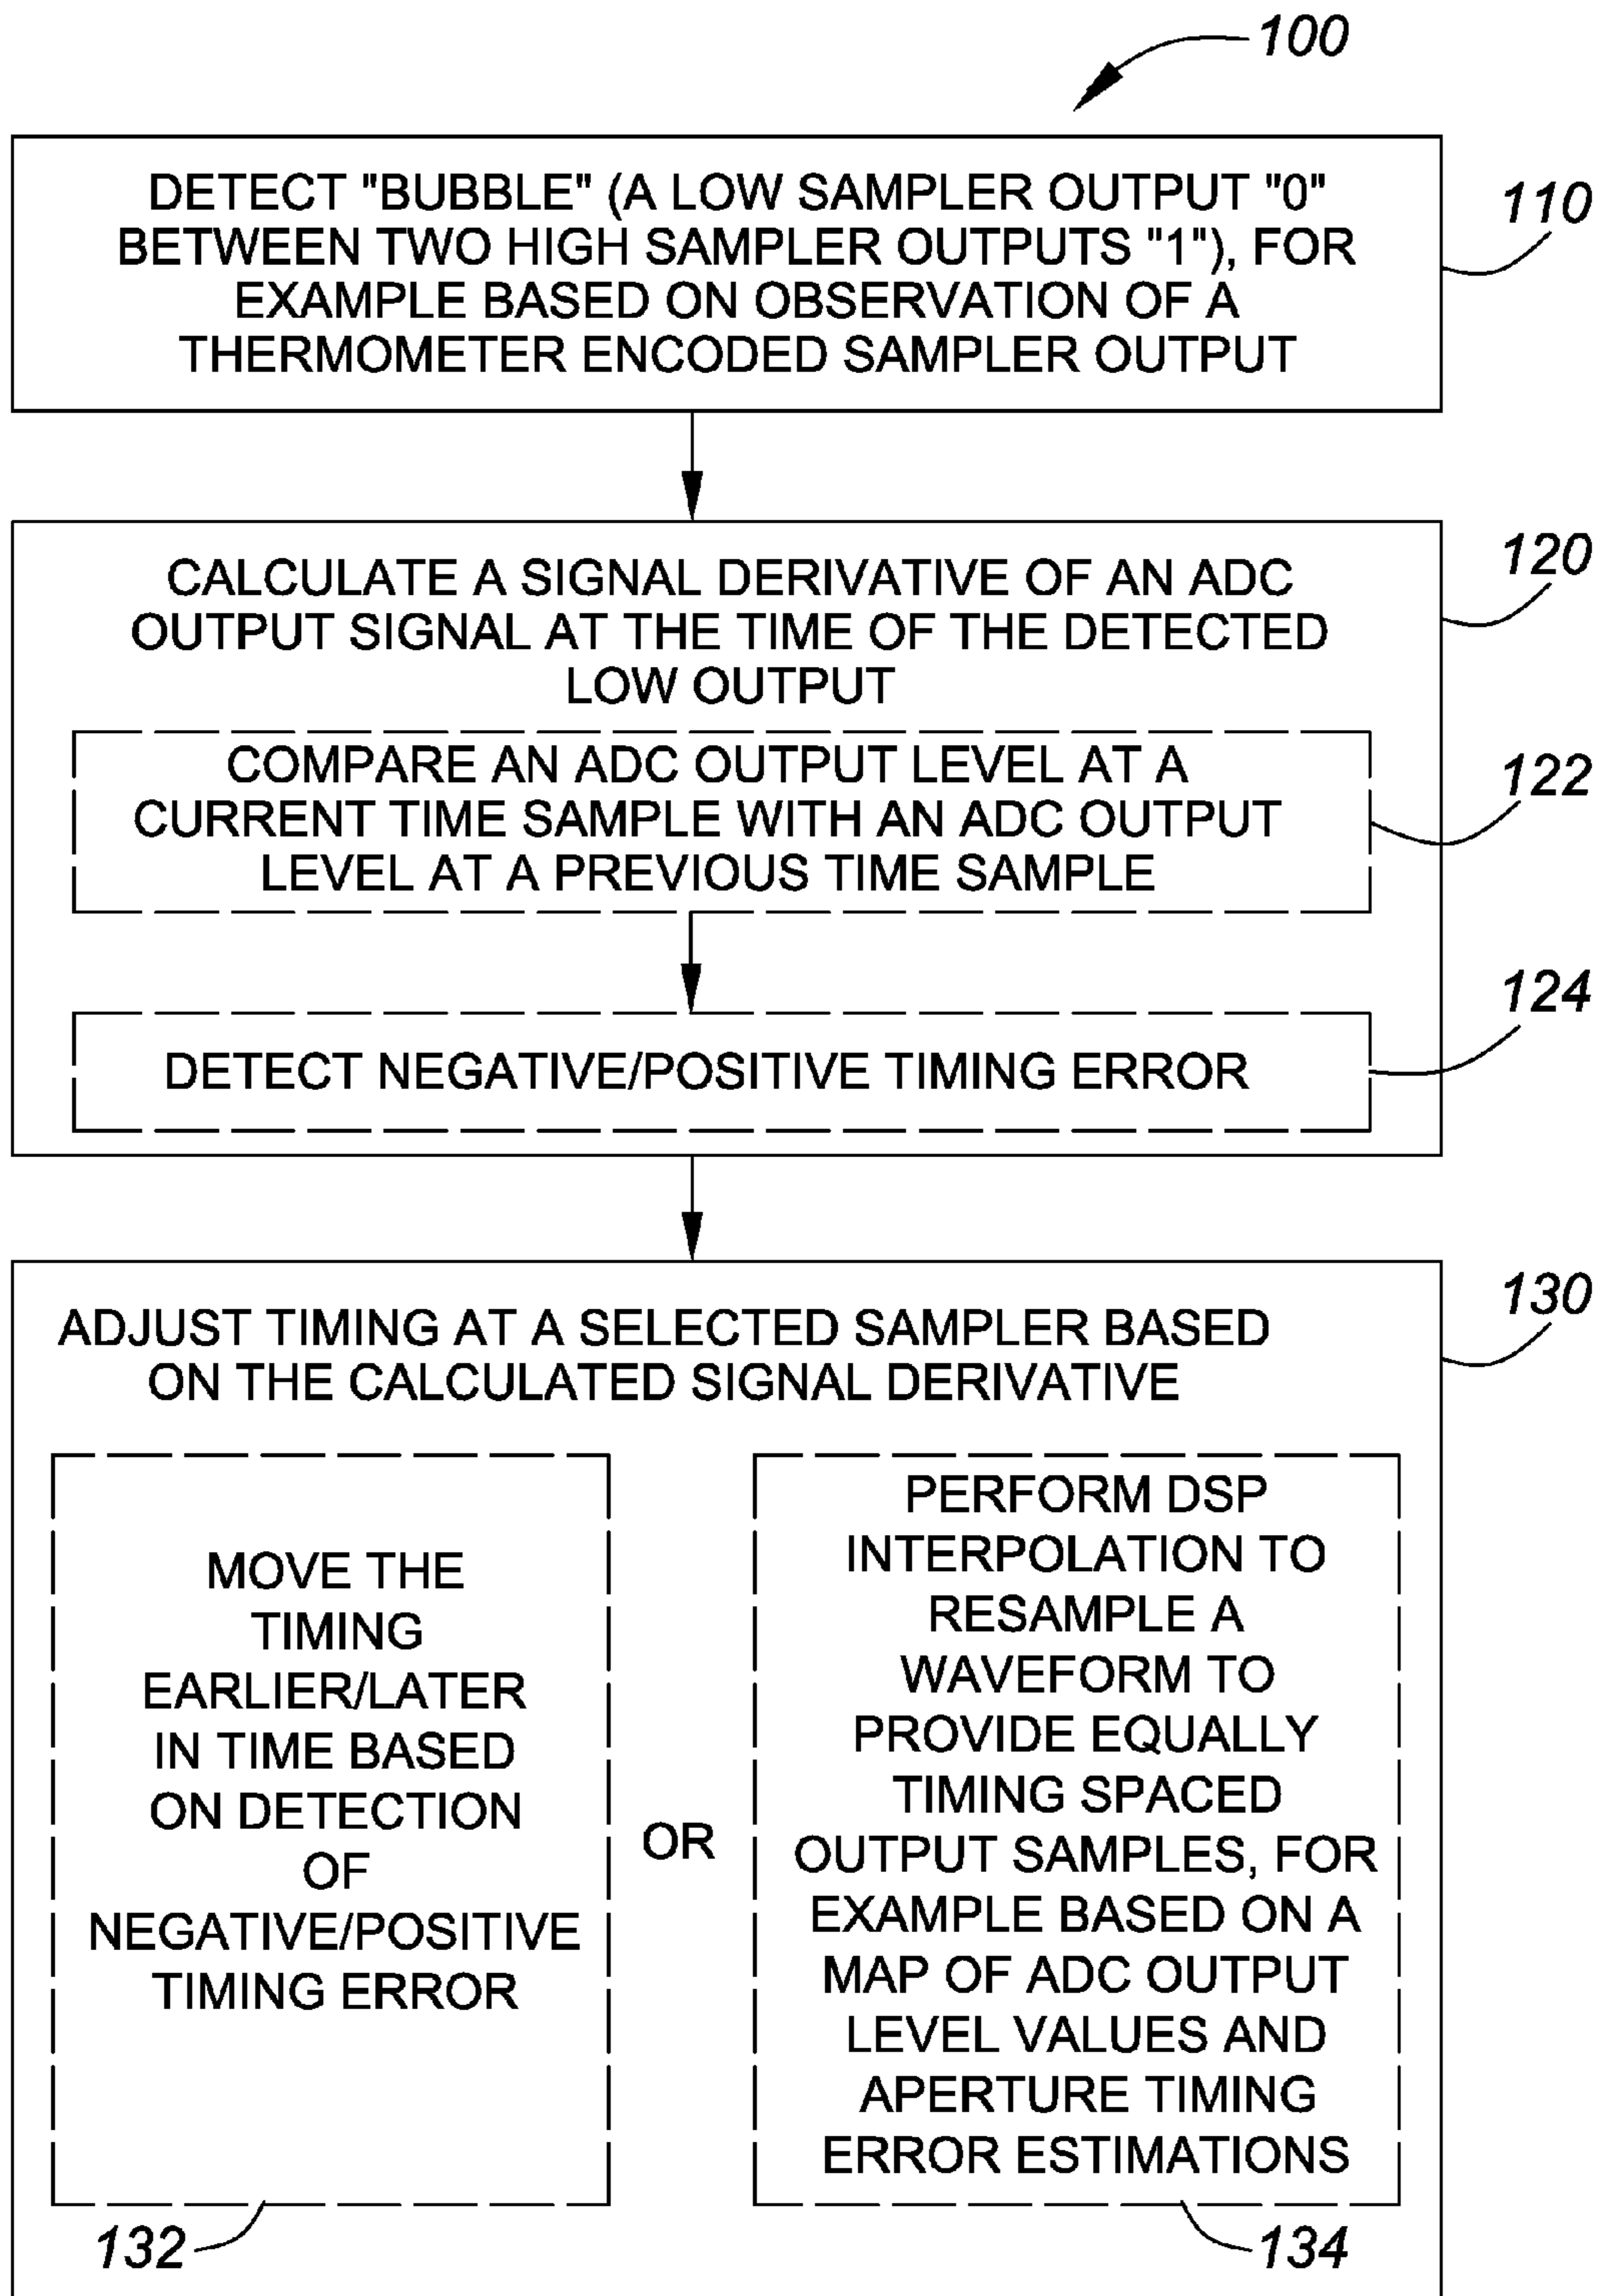 100
DETECT "BUBBLE" (A LOW SAMPLER OUTPUT "0"
BETWEEN TWO HIGH SAMPLER OUTPUTS "1"), FOR
EXAMPLE BASED ON OBSERVATION OF A
THERMOMETER ENCODED SAMPLER OUTPUT
110
CALCULATE A SIGNAL DERIVATIVE OF AN ADC
OUTPUT SIGNAL AT THE TIME OF THE DETECTED
LOW OUTPUT
120
COMPARE AN ADC OUTPUT LEVEL AT A
CURRENT TIME SAMPLE WITH AN ADC OUTPUT
LEVEL AT A PREVIOUS TIME SAMPLE
122
DETECT NEGATIVE/POSITIVE TIMING ERROR
124
ADJUST TIMING AT A SELECTED SAMPLER BASED
ON THE CALCULATED SIGNAL DERIVATIVE
130
MOVE THE
TIMING
EARLIER/LATER
IN TIME BASED
ON DETECTION
OF
NEGATIVE/POSITIVE
TIMING ERROR
132
OR
PERFORM DSP
INTERPOLATION TO
RESAMPLE A
WAVEFORM TO
PROVIDE EQUALLY
TIMING SPACED
OUTPUT SAMPLES, FOR
EXAMPLE BASED ON A
MAP OF ADC OUTPUT
LEVEL VALUES AND
APERTURE TIMING
ERROR ESTIMATIONS
134